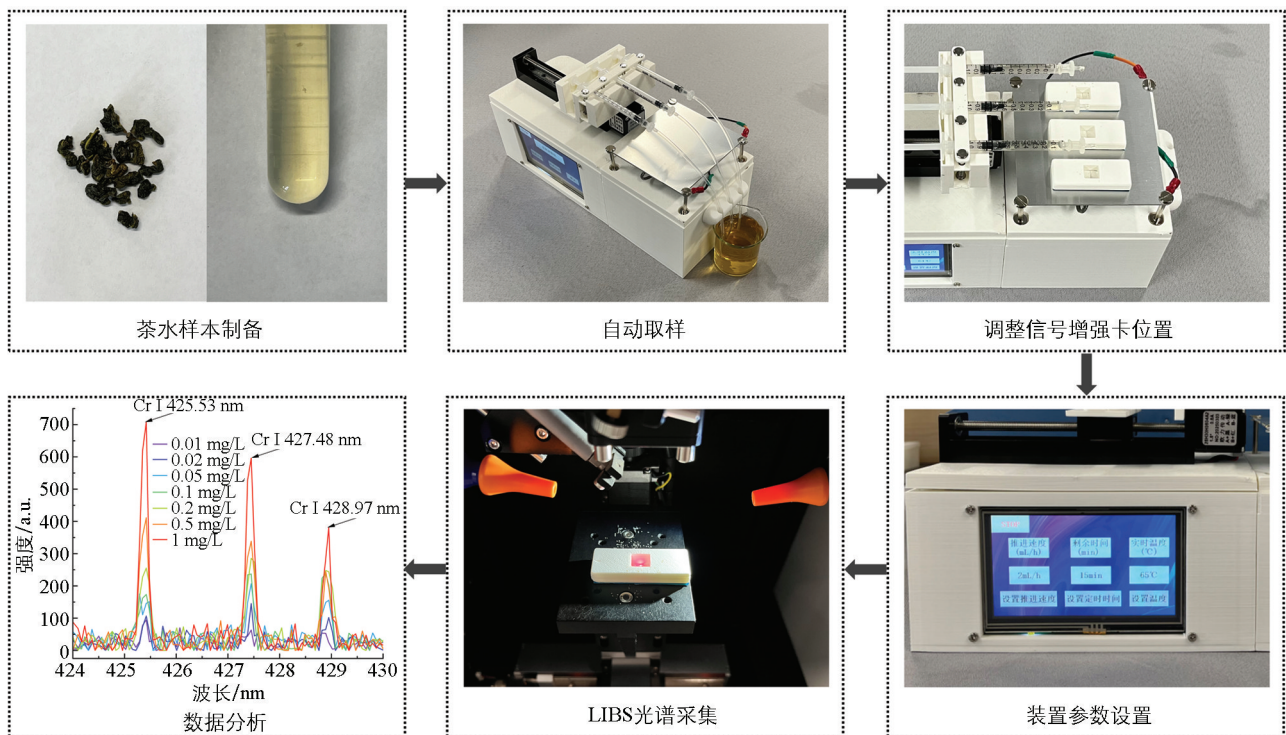 茶水样本制备
自动取样
调整信号增强卡位置
推进速度 (mL/h)
剩余时间 (min)
实时温度 (℃)
2mL/h
15min
65℃
设置推进速度
设置定时时间
设置温度
装置参数设置
LIBS光谱采集
Cr I 425.53 nm
Cr I 427.48 nm
Cr I 428.97 nm
0.01 mg/L
0.02 mg/L
0.05 mg/L
0.1 mg/L
0.2 mg/L
0.5 mg/L
1 mg/L
强度/a.u.
700
600
500
400
300
200
100
0
424 425 426 427 428 429 430
波长/nm
数据分析